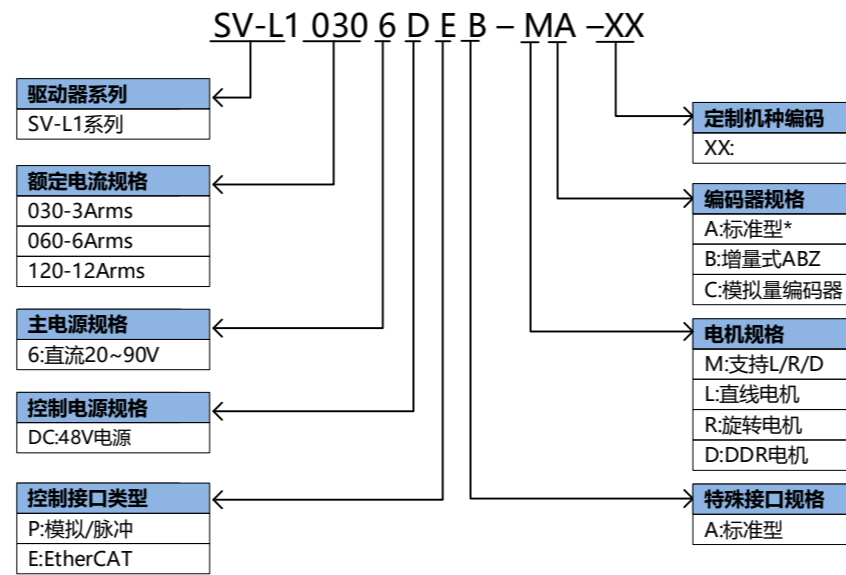 SV-L1 030 6 D E B – MA –XX
驱动器系列
SV-L1系列
额定电流规格
030-3Arms
060-6Arms
120-12Arms
主电源规格
6:直流20~90V
控制电源规格
DC:48V电源
控制接口类型
P:模拟/脉冲
E:EtherCAT
定制机种编码
XX:
编码器规格
A:标准型*
B:增量式ABZ
C:模拟量编码器
电机规格
M:支持L/R/D
L:直线电机
R:旋转电机
D:DDR电机
特殊接口规格
A:标准型